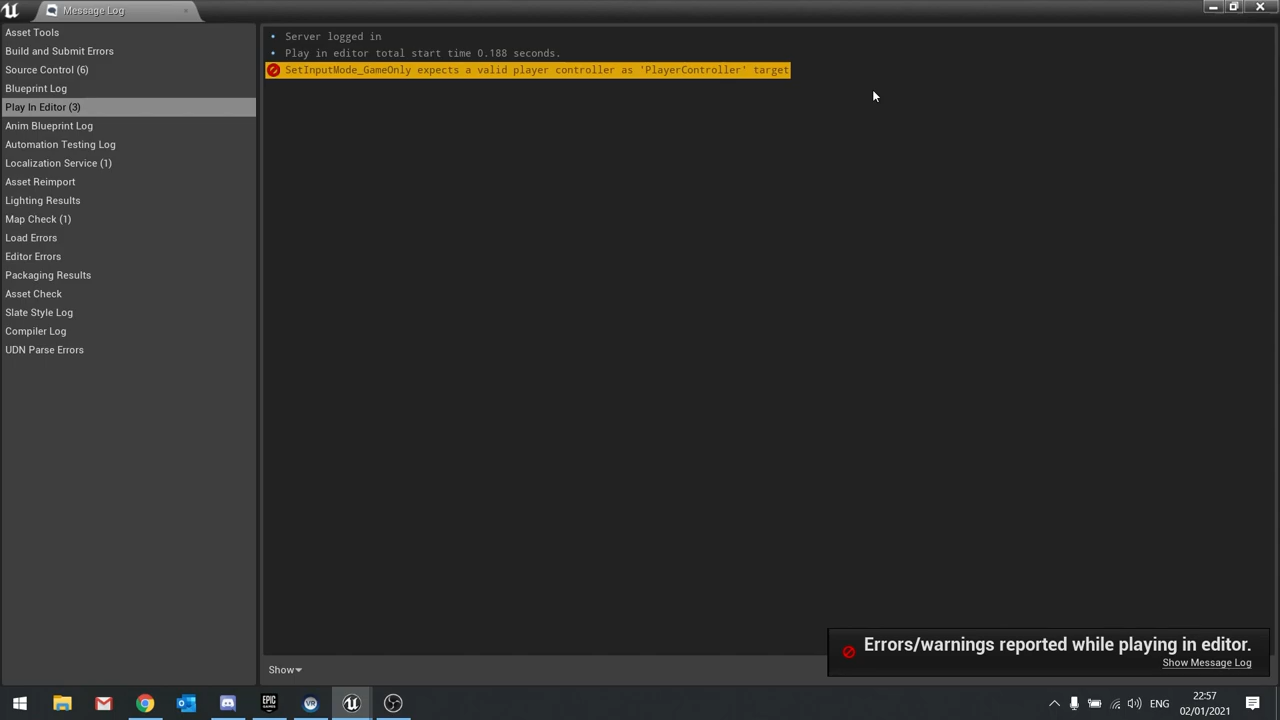 Message Log
Asset Tools
Build and Submit Errors
Source Control (6)
Blueprint Log
Play In Editor (3)
Anim Blueprint Log
Automation Testing Log
Localization Service (1)
Asset Reimport
Lighting Results
Map Check (1)
Load Errors
Editor Errors
Packaging Results
Asset Check
Slate Style Log
Compiler Log
UDN Parse Errors
Server logged in
Play in editor total start time 0.188 seconds.
SetInputMode_GameOnly expects a valid player controller as 'PlayerController' target
Show
Errors/warnings reported while playing in editor.
Show Message Log
EPIC GAMES
VR
ENG
22:57
02/01/2021